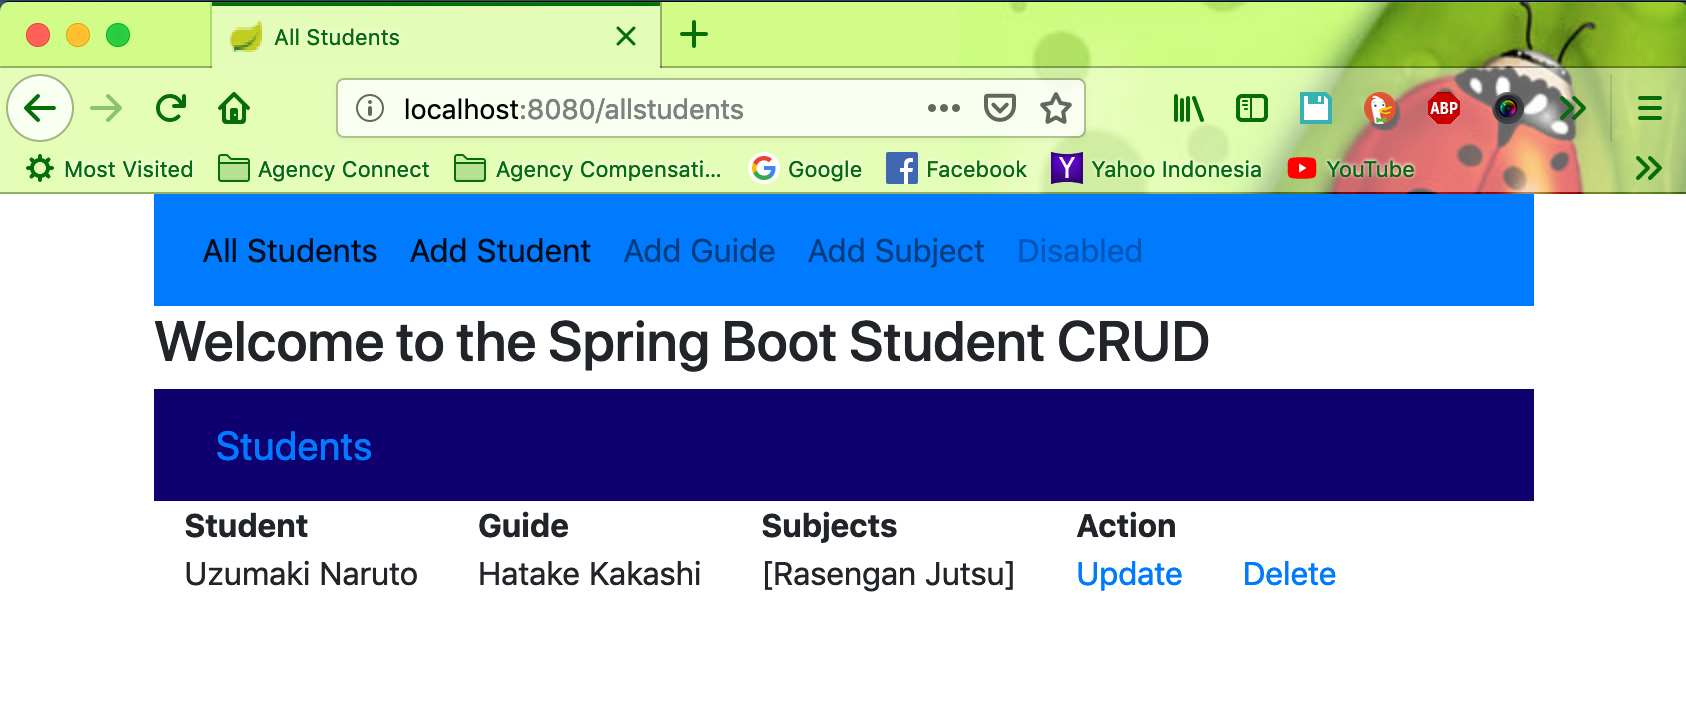 All Students
localhost:8080/allstudents
ABP
Most Visited Agency Connect Agency Compensati... Google Facebook Yahoo Indonesia YouTube
All Students Add Student Add Guide Add Subject Disabled
Welcome to the Spring Boot Student CRUD
Students
Student Guide Subjects Action
Uzumaki Naruto Hatake Kakashi [Rasengan Jutsu] Update Delete